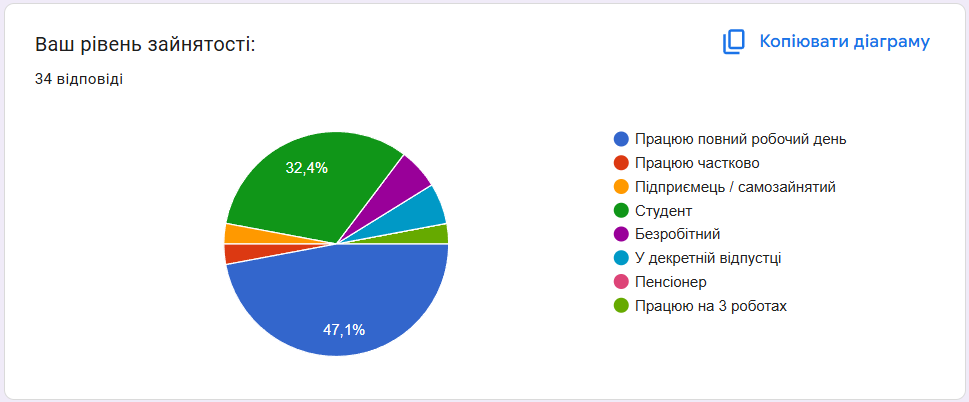 Ваш рівень зайнятості:
Копіювати діаграму
34 відповіді
32,4%
47,1%
Працюю повний робочий день
Працюю частково
Підприємець / самозайнятий
Студент
Безробітний
У декретній відпустці
Пенсіонер
Працюю на 3 роботах